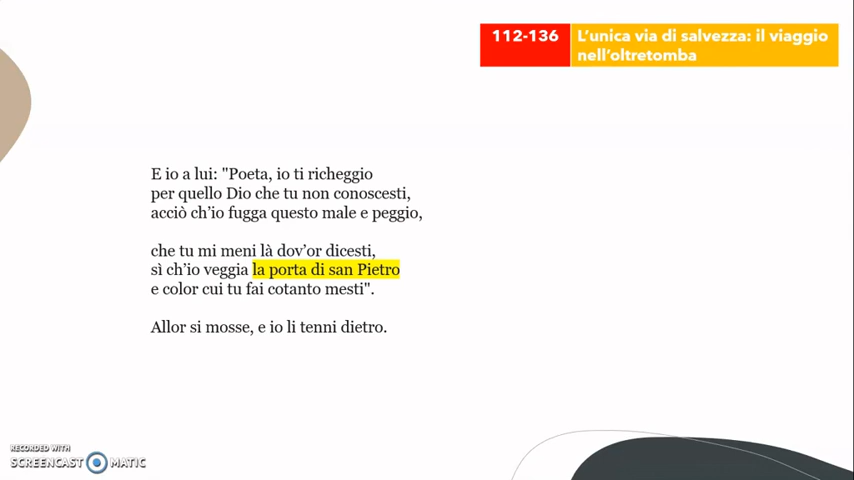 112-136
L'unica via di salvezza: il viaggio
nell'oltretomba
E io a lui: "Poeta, io ti richeggio
per quello Dio che tu non conoscesti,
acciò ch'io fugga questo male e peggio,
che tu mi meni là dov'or dicesti,
sì ch'io veggia la porta di san Pietro
e color cui tu fai cotanto mesti".
Allor si mosse, e io li tenni dietro.
RECORDED WITH
SCREENCAST MATIC